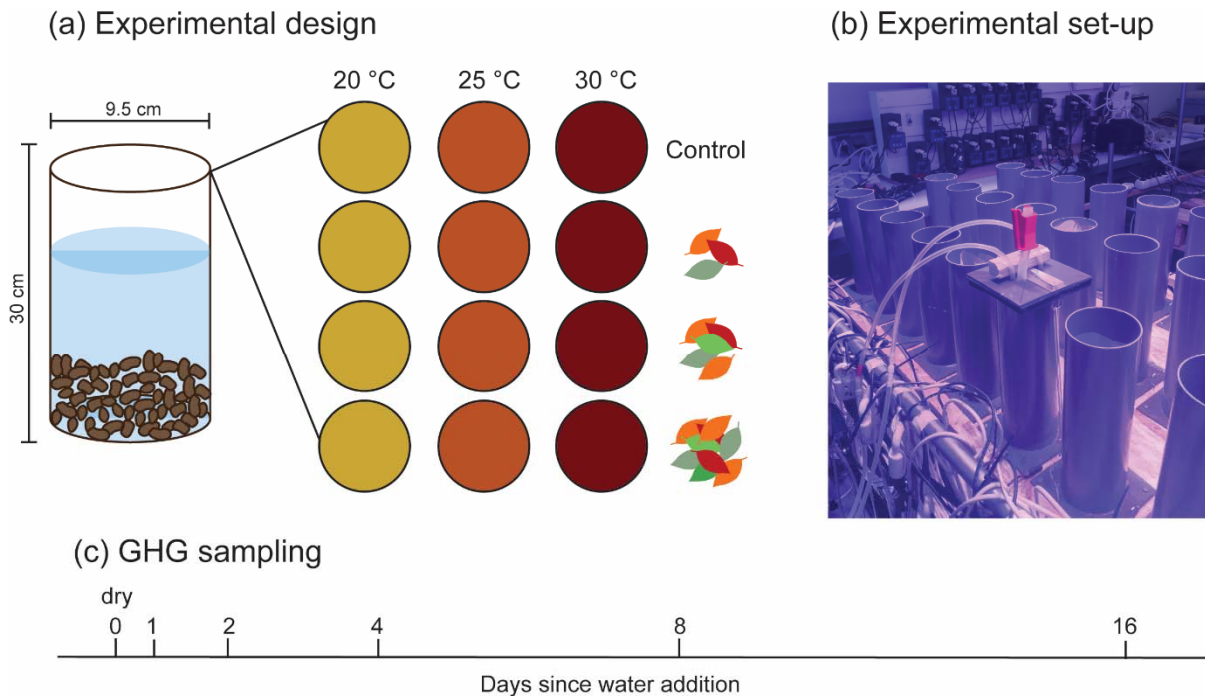 (a) Experimental design
(b) Experimental set-up
20 °C 25 °C 30 °C
9.5 cm
30 cm
Control
(c) GHG sampling
dry
0 1 2 4 8 16
Days since water addition